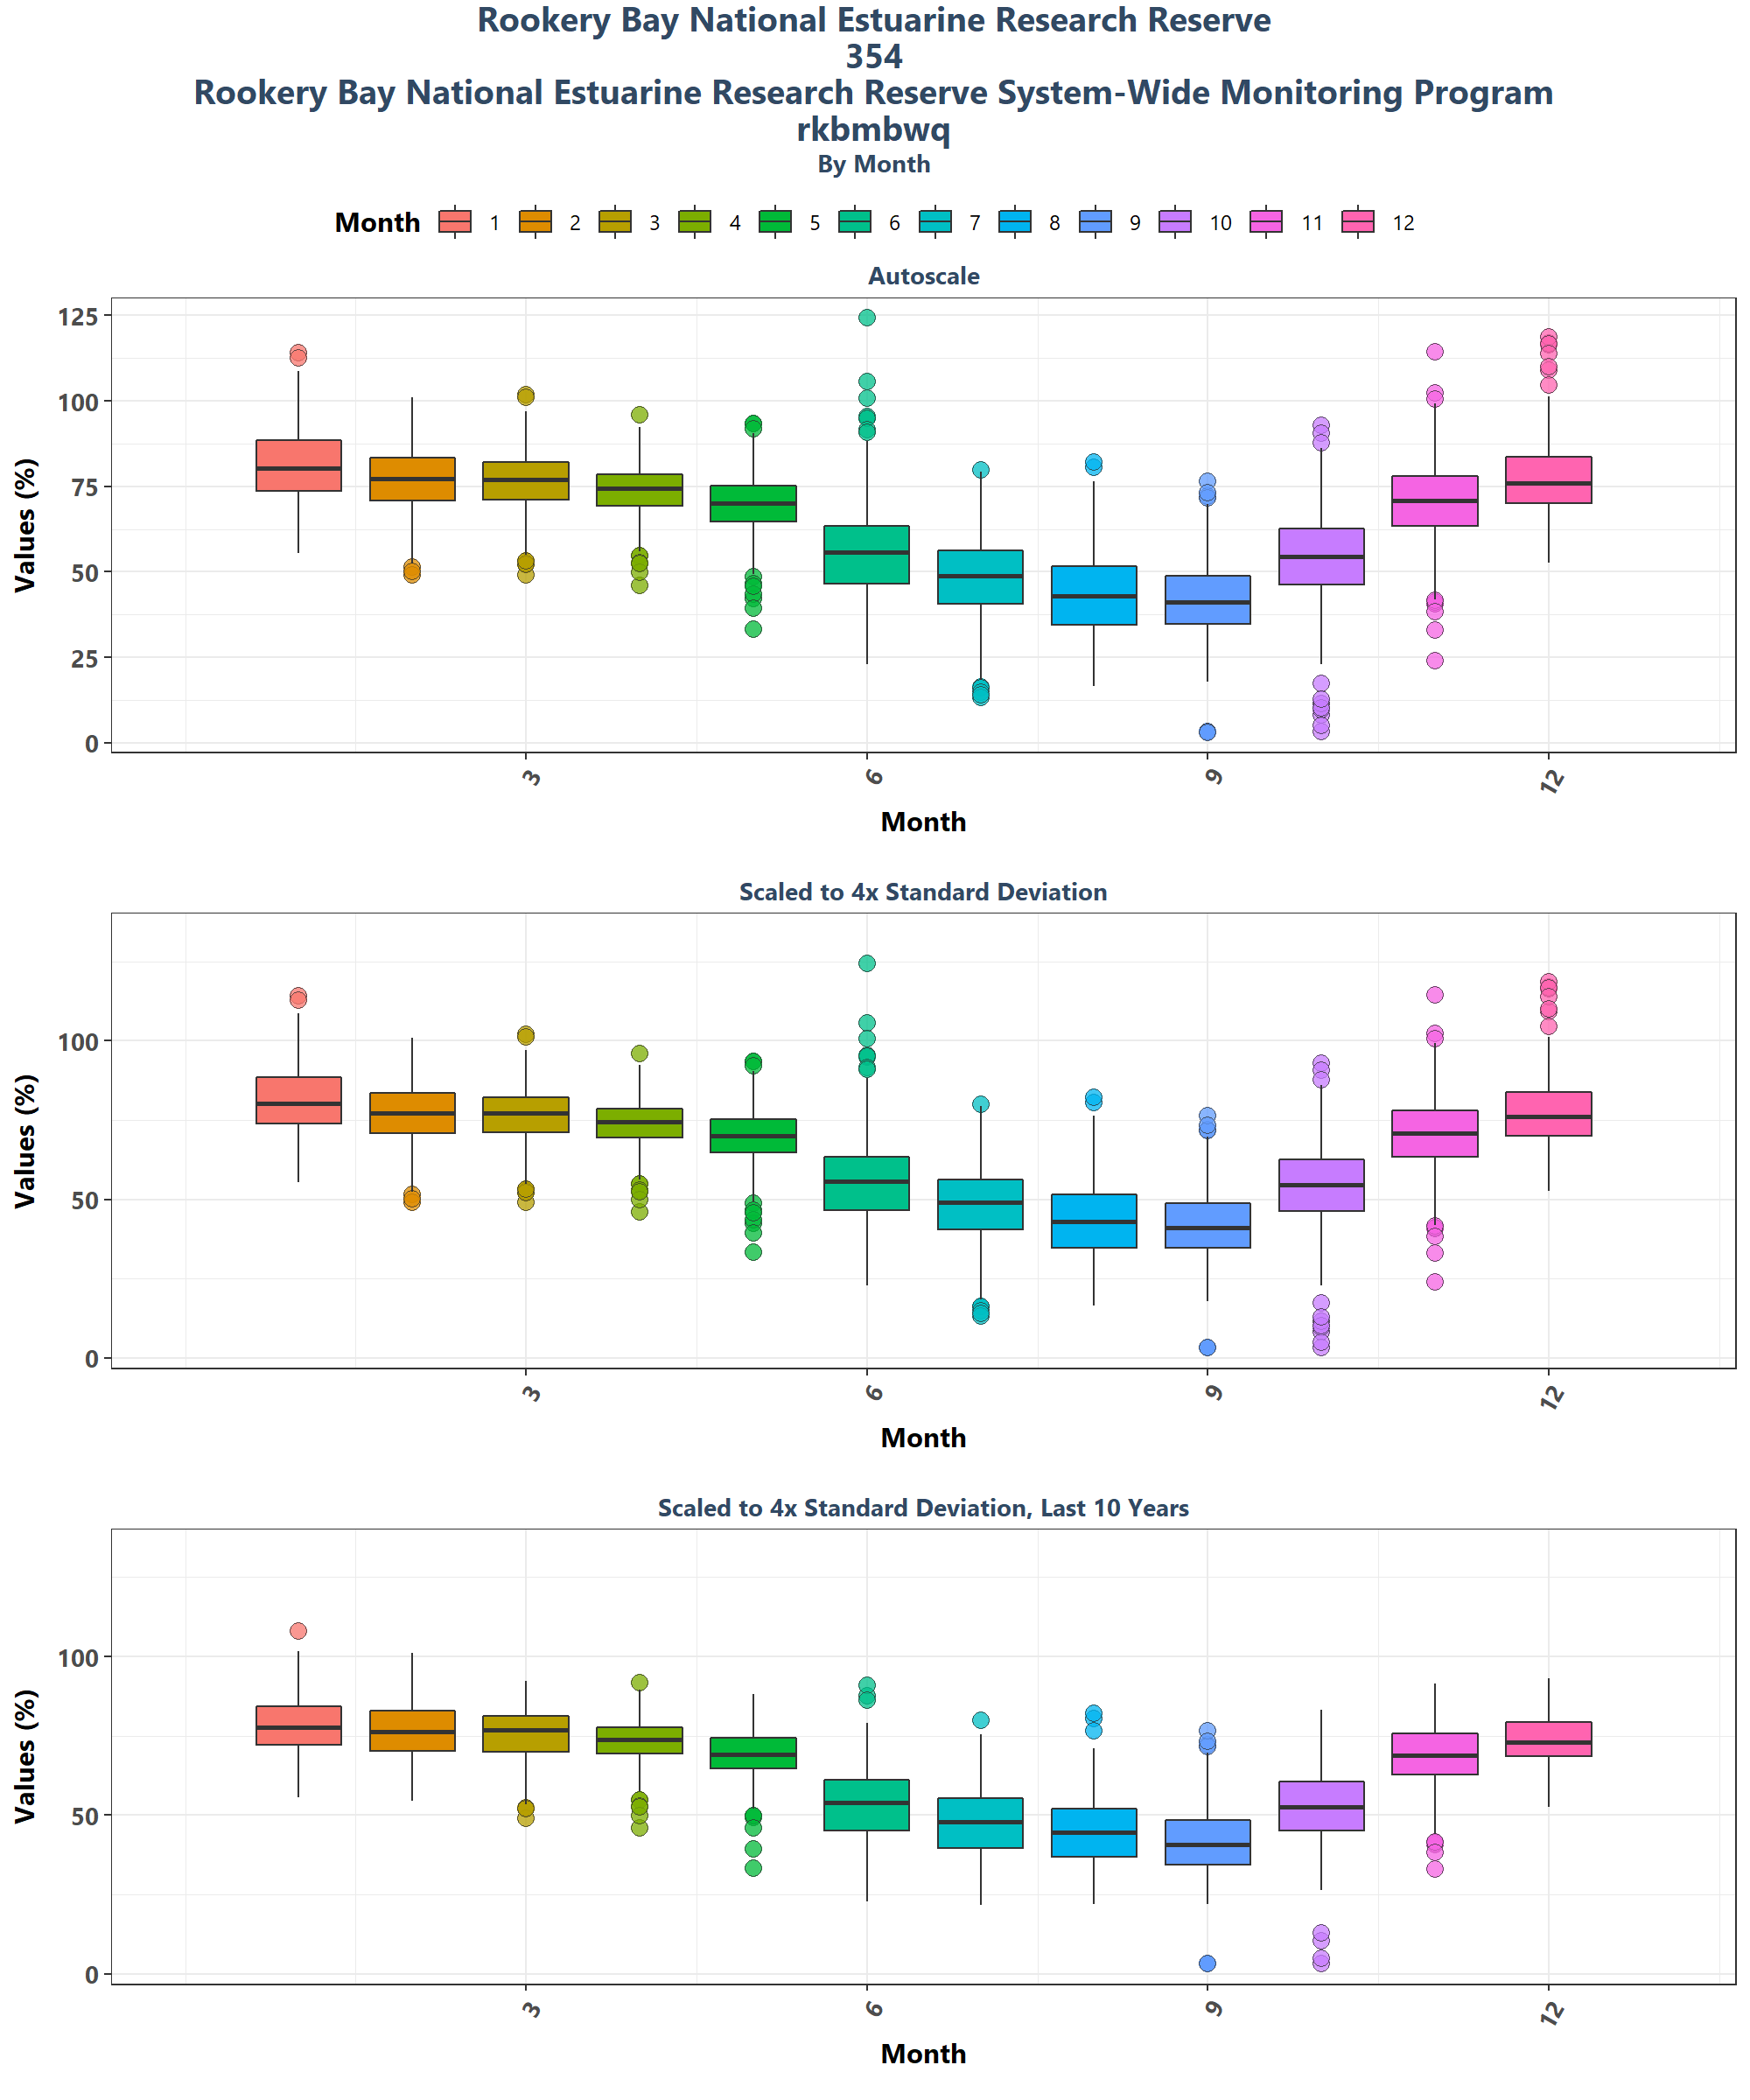 Rookery Bay National Estuarine Research Reserve
354
Rookery Bay National Estuarine Research Reserve System-Wide Monitoring Program
rkbmbwq
By Month
Month 1 2 3 4 5 6 7 8 9 10 11 12
Autoscale
Values (%)
125
100
75
50
25
0
3 6 9 12
Month
Scaled to 4x Standard Deviation
Values (%)
100
50
0
3 6 9 12
Month
Scaled to 4x Standard Deviation, Last 10 Years
Values (%)
100
50
0
3 6 9 12
Month